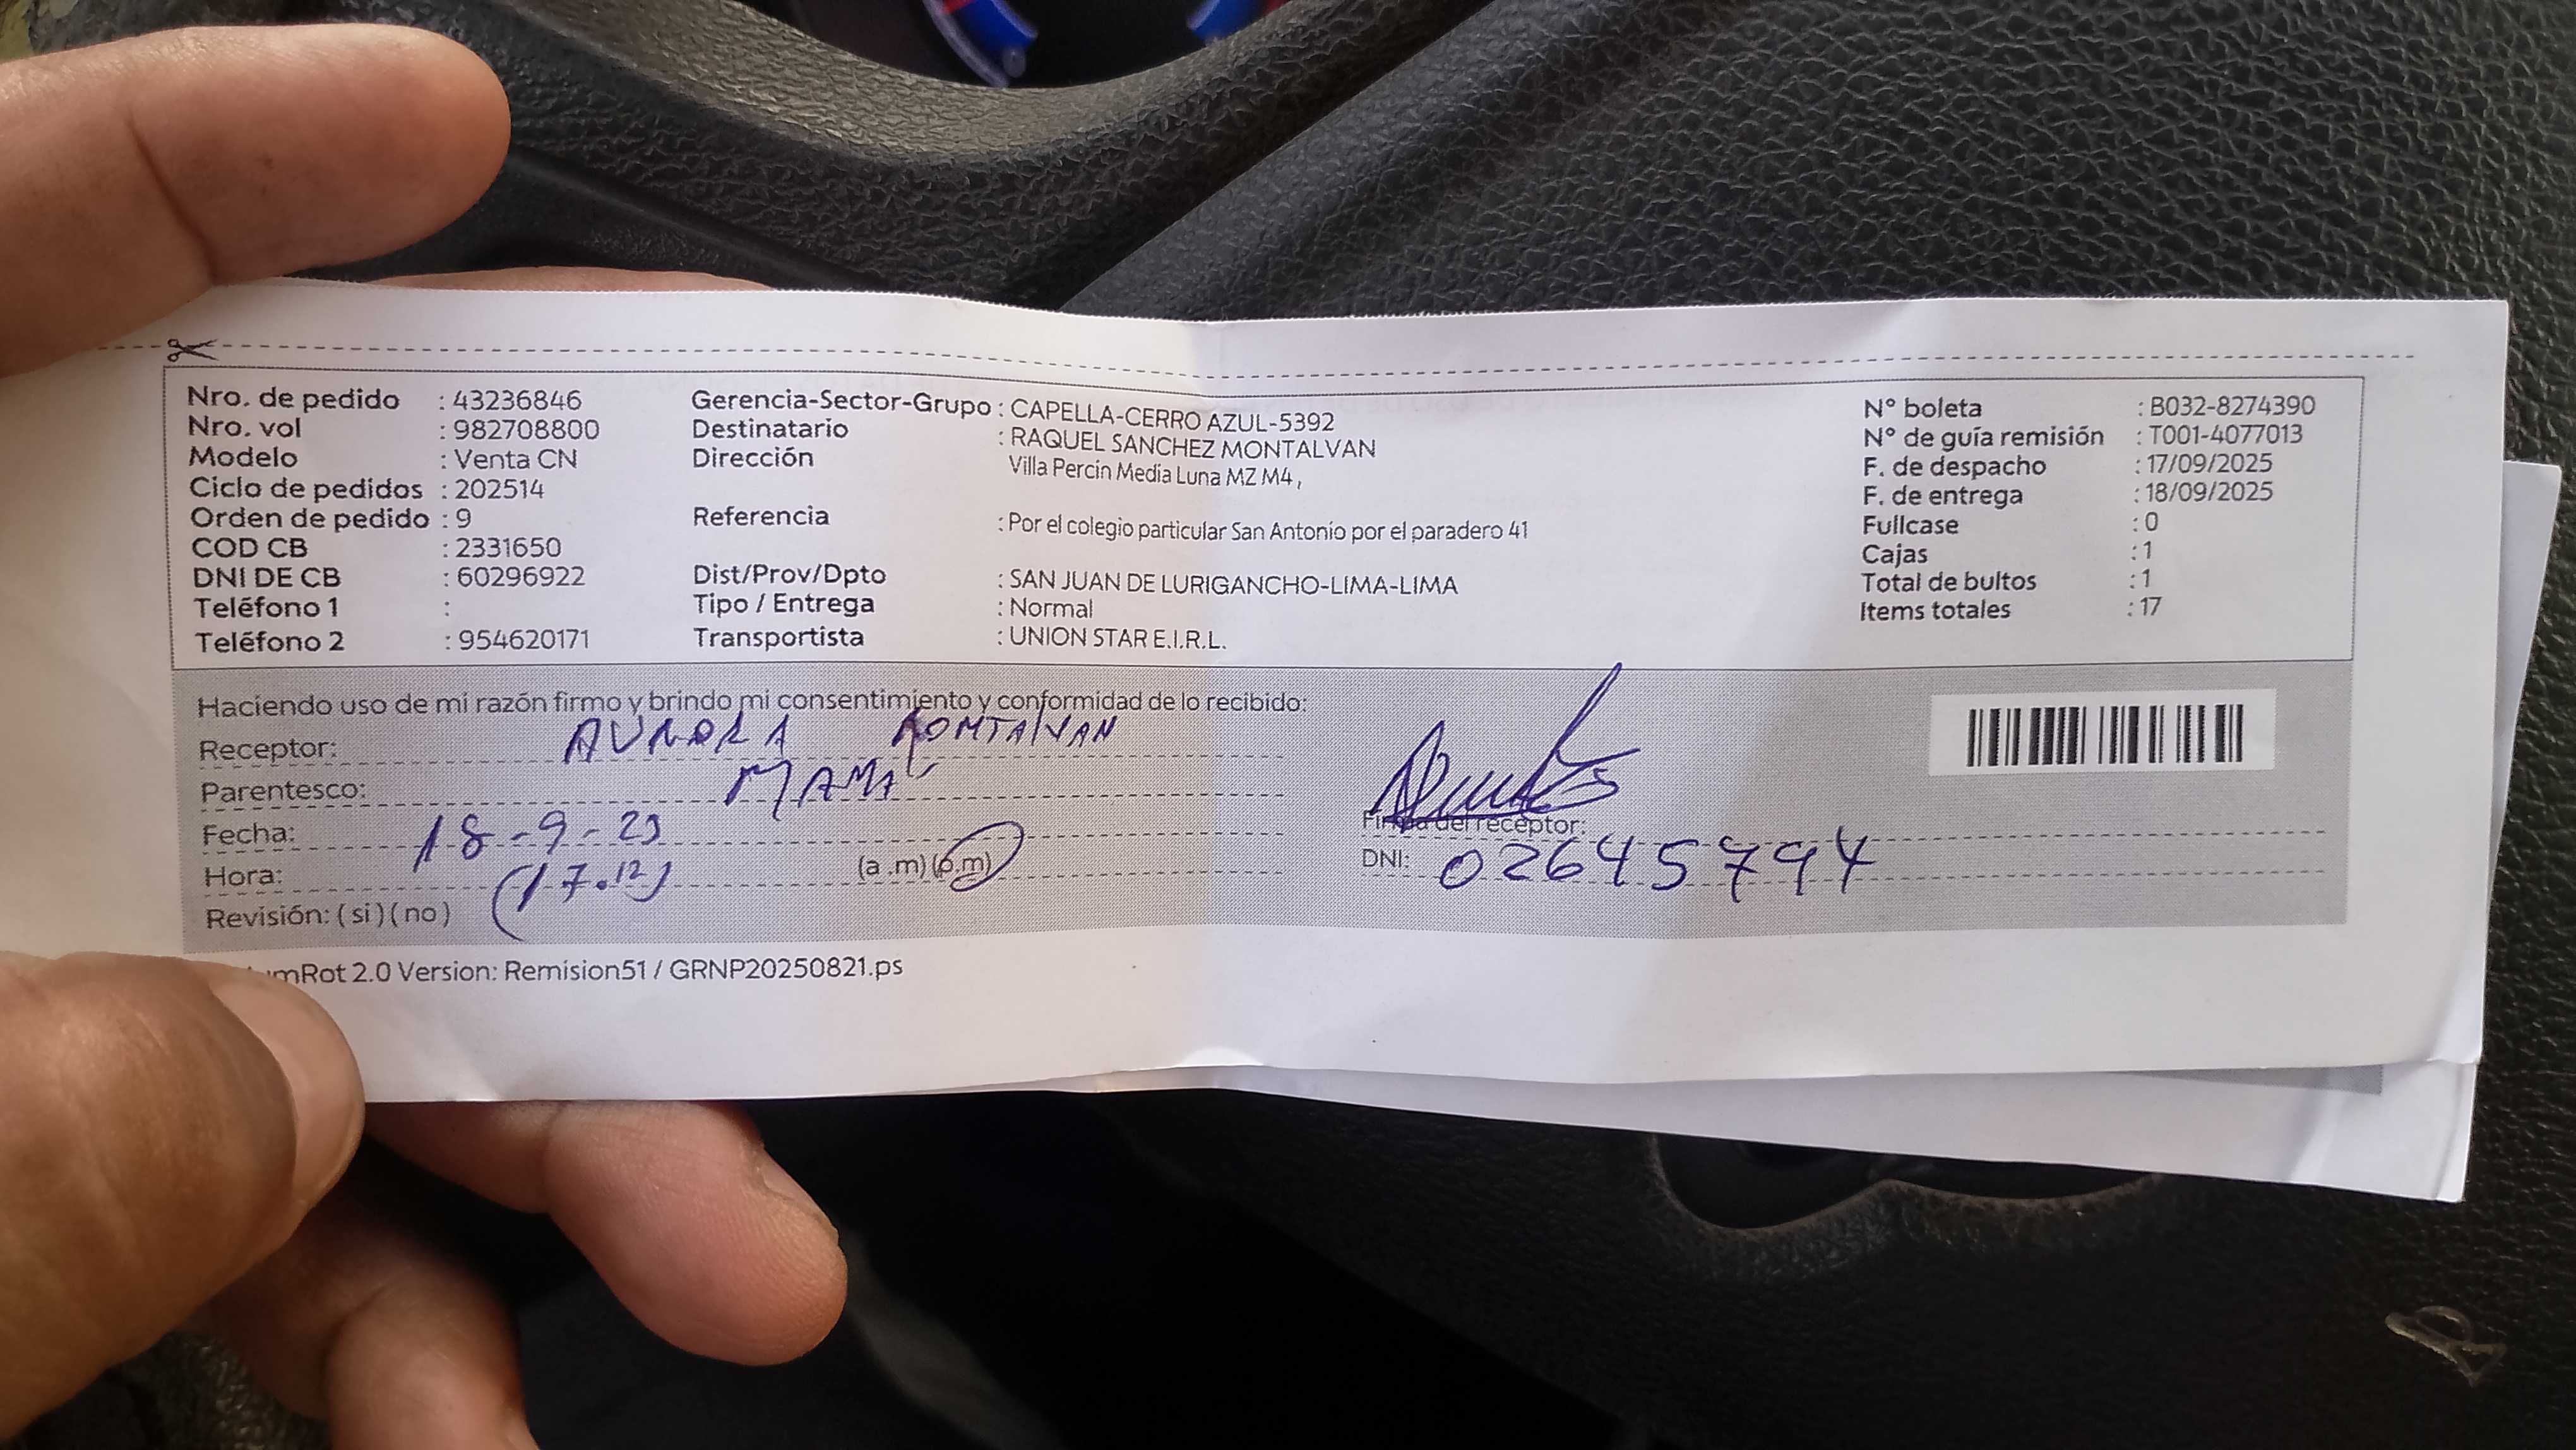 Nro. de pedido : 43236846
Nro. vol : 982708800
Modelo : Venta CN
Ciclo de pedidos : 202514
Orden de pedido : 9
COD CB : 2331650
DNI DE CB : 60296922
Teléfono 1 :
Teléfono 2 : 954620171
Gerencia-Sector-Grupo : CAPELLA-CERRO AZUL-5392
Destinatario : RAQUEL SANCHEZ MONTALVAN
Dirección Villa Percin Media Luna MZ M4 ,
Referencia : Por el colegio particular San Antonio por el paradero 41
Dist/Prov/Dpto : SAN JUAN DE LURIGANCHO-LIMA-LIMA
Tipo / Entrega : Normal
Transportista : UNION STAR E.I.R.L.
N° boleta : B032-8274390
N° de guía remisión : T001-4077013
F. de despacho : 17/09/2025
F. de entrega : 18/09/2025
Fullcase : 0
Cajas : 1
Total de bultos : 1
Items totales : 17
Haciendo uso de mi razón firmo y brindo mi consentimiento y conformidad de lo recibido:
Receptor: AURORA MOMTALVAN
Parentesco: MAMA
Fecha: 18-9-25
Hora: (17.12) (a .m) (p.m)
Revisión: ( si ) ( no )
Firma del receptor:
DNI: 02645794
mRot 2.0 Version: Remision51 / GRNP20250821.ps